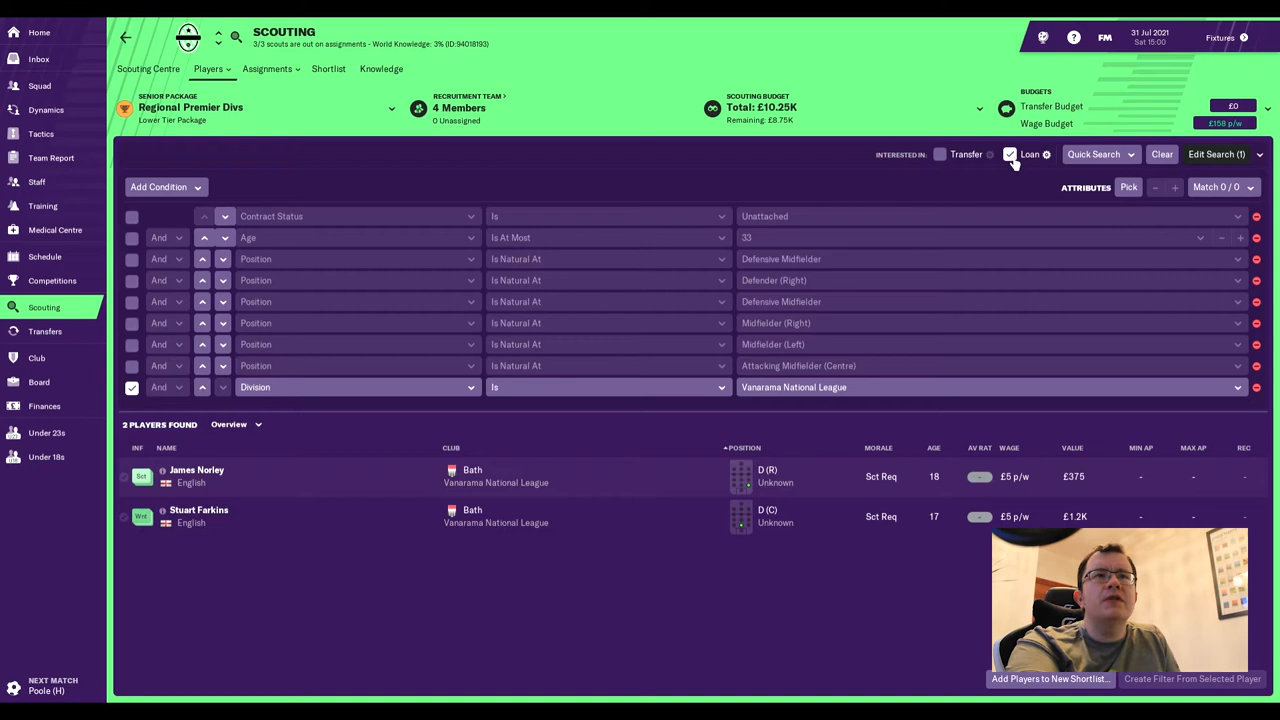 Home
Inbox
Squad
Dynamics
Tactics
Team Report
Staff
Training
Medical Centre
Schedule
Competitions
Scouting
Transfers
Club
Board
Finances
Under 23s
Under 18s
NEXT MATCH
Poole (H)
SCOUTING
3/3 scouts are out on assignments - World Knowledge: 3% (ID:94018193)
FM
31 Jul 2021
Sat 15:00
Fixtures
Scouting Centre Players Assignments Shortlist Knowledge
SENIOR PACKAGE
Regional Premier Divs
Lower Tier Package
RECRUITMENT TEAM >
4 Members
0 Unassigned
SCOUTING BUDGET
Total: £10.25K
Remaining: £8.75K
BUDGETS
Transfer Budget £0
Wage Budget £158 p/w
INTERESTED IN: Transfer Loan Quick Search Clear Edit Search (1)
Add Condition ATTRIBUTES Pick − + Match 0 / 0
Contract Status Is Unattached
And Age Is At Most 33 − +
And Position Is Natural At Defensive Midfielder
And Position Is Natural At Defender (Right)
And Position Is Natural At Defensive Midfielder
And Position Is Natural At Midfielder (Right)
And Position Is Natural At Midfielder (Left)
And Position Is Natural At Attacking Midfielder (Centre)
And Division Is Vanarama National League
2 PLAYERS FOUND Overview
INF NAME CLUB POSITION MORALE AGE AV RAT WAGE VALUE MIN AP MAX AP REC
Sct James Norley Bath D (R) Sct Req 18 - £5 p/w £375 - - -
English Vanarama National League Unknown
Wnt Stuart Farkins Bath D (C) Sct Req 17 - £5 p/w £1.2K - - -
English Vanarama National League Unknown
Add Players to New Shortlist... Create Filter From Selected Player